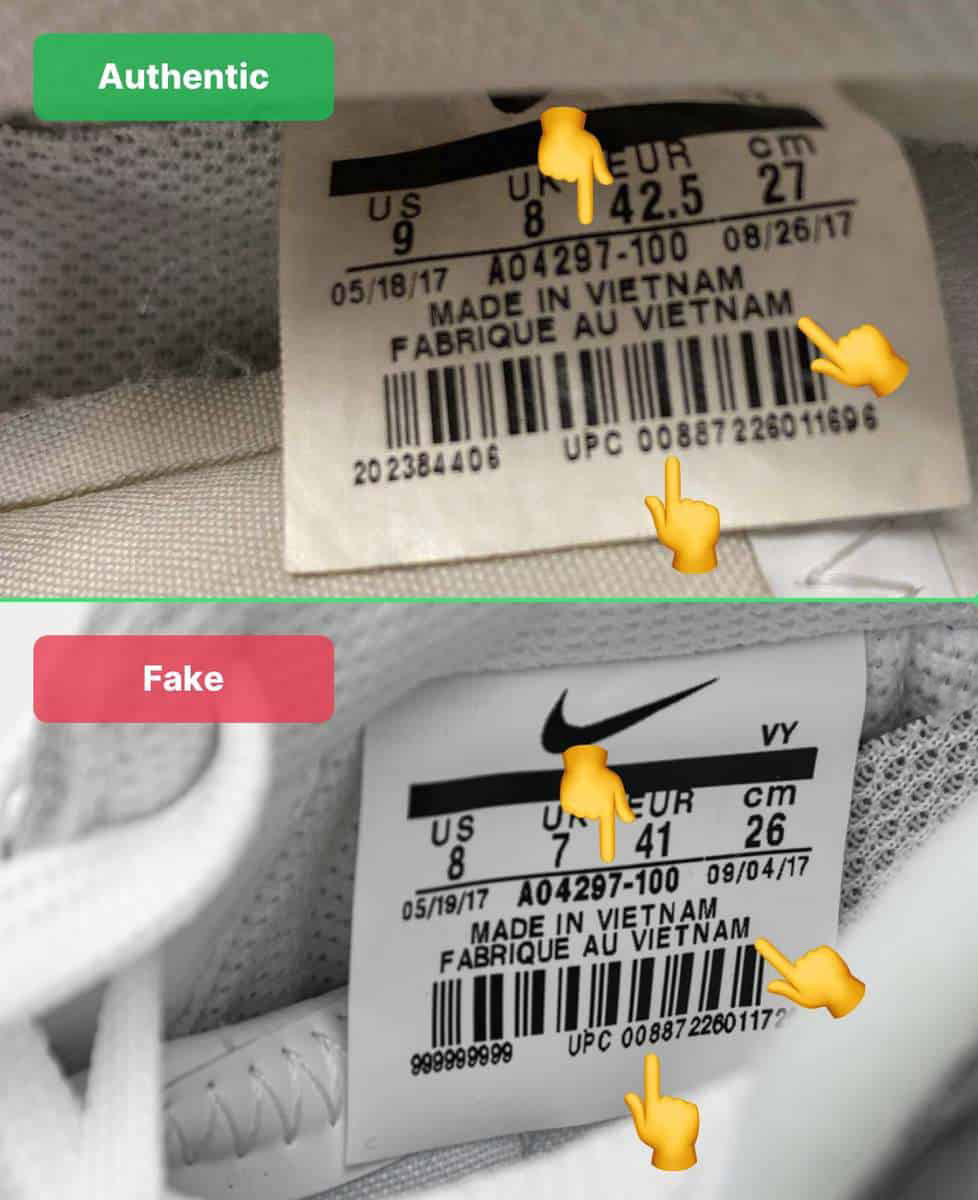 Authentic
US UK EUR cm
9 8 42.5 27
05/18/17 AO4297-100 08/26/17
MADE IN VIETNAM
FABRIQUE AU VIETNAM
202384406 UPC 00887226011696
Fake
VY
US UK EUR cm
8 7 41 26
05/19/17 AO4297-100 09/04/17
MADE IN VIETNAM
FABRIQUE AU VIETNAM
999999999 UPC 0088722601172